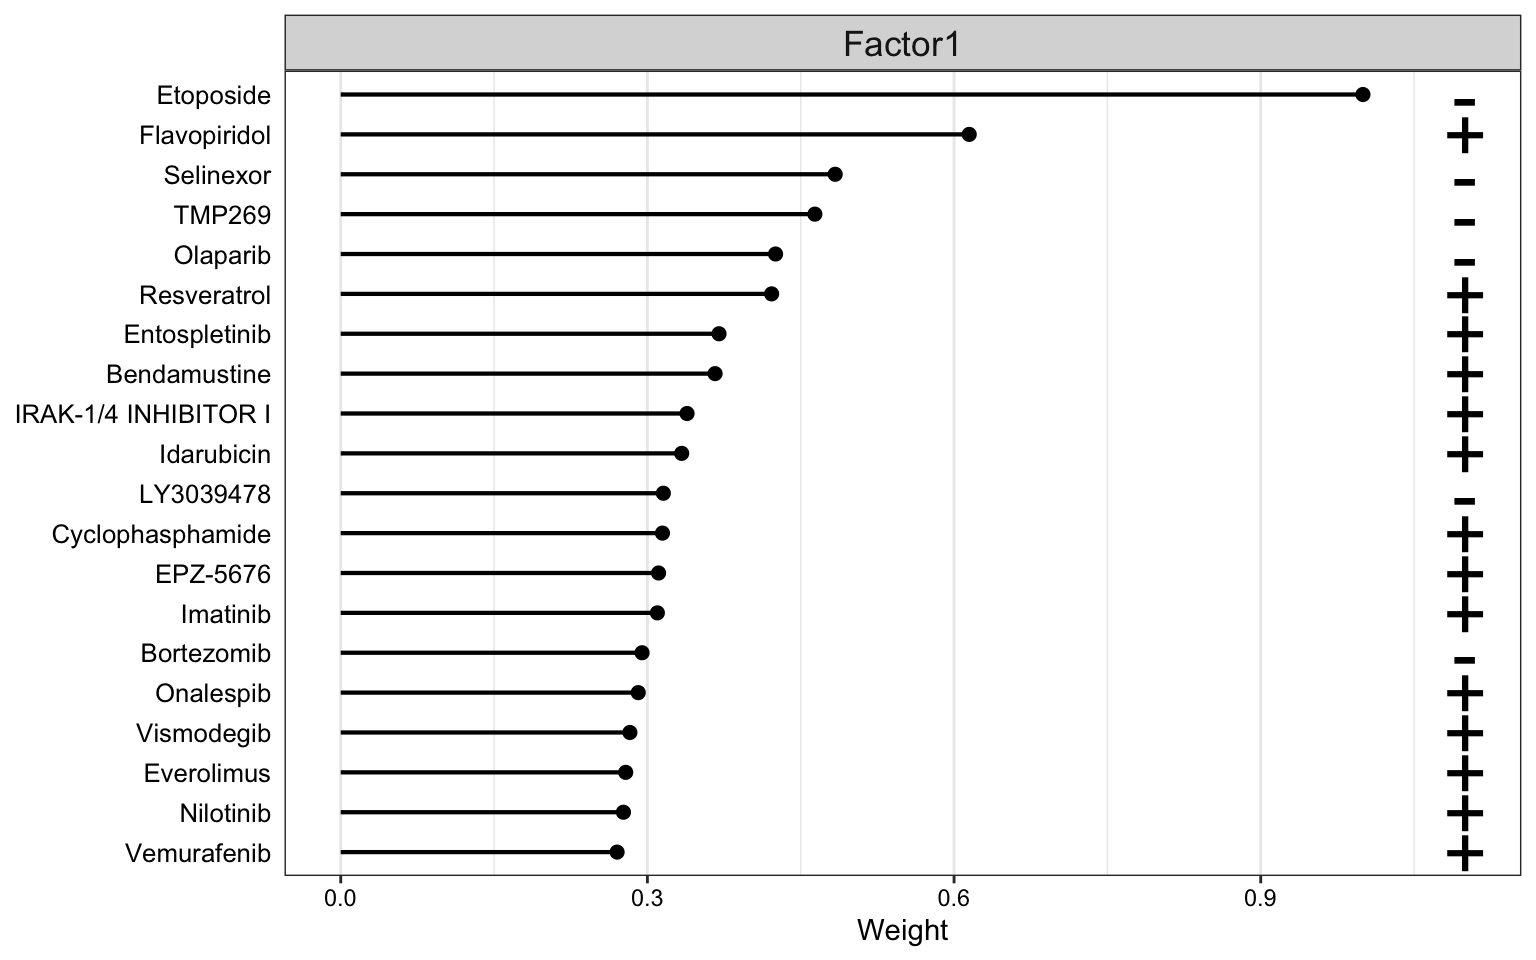 Factor1
Etoposide -
Flavopiridol +
Selinexor -
TMP269 -
Olaparib -
Resveratrol +
Entospletinib +
Bendamustine +
IRAK-1/4 INHIBITOR I +
Idarubicin +
LY3039478 -
Cyclophasphamide +
EPZ-5676 +
Imatinib +
Bortezomib -
Onalespib +
Vismodegib +
Everolimus +
Nilotinib +
Vemurafenib +
0.0 0.3 0.6 0.9
Weight